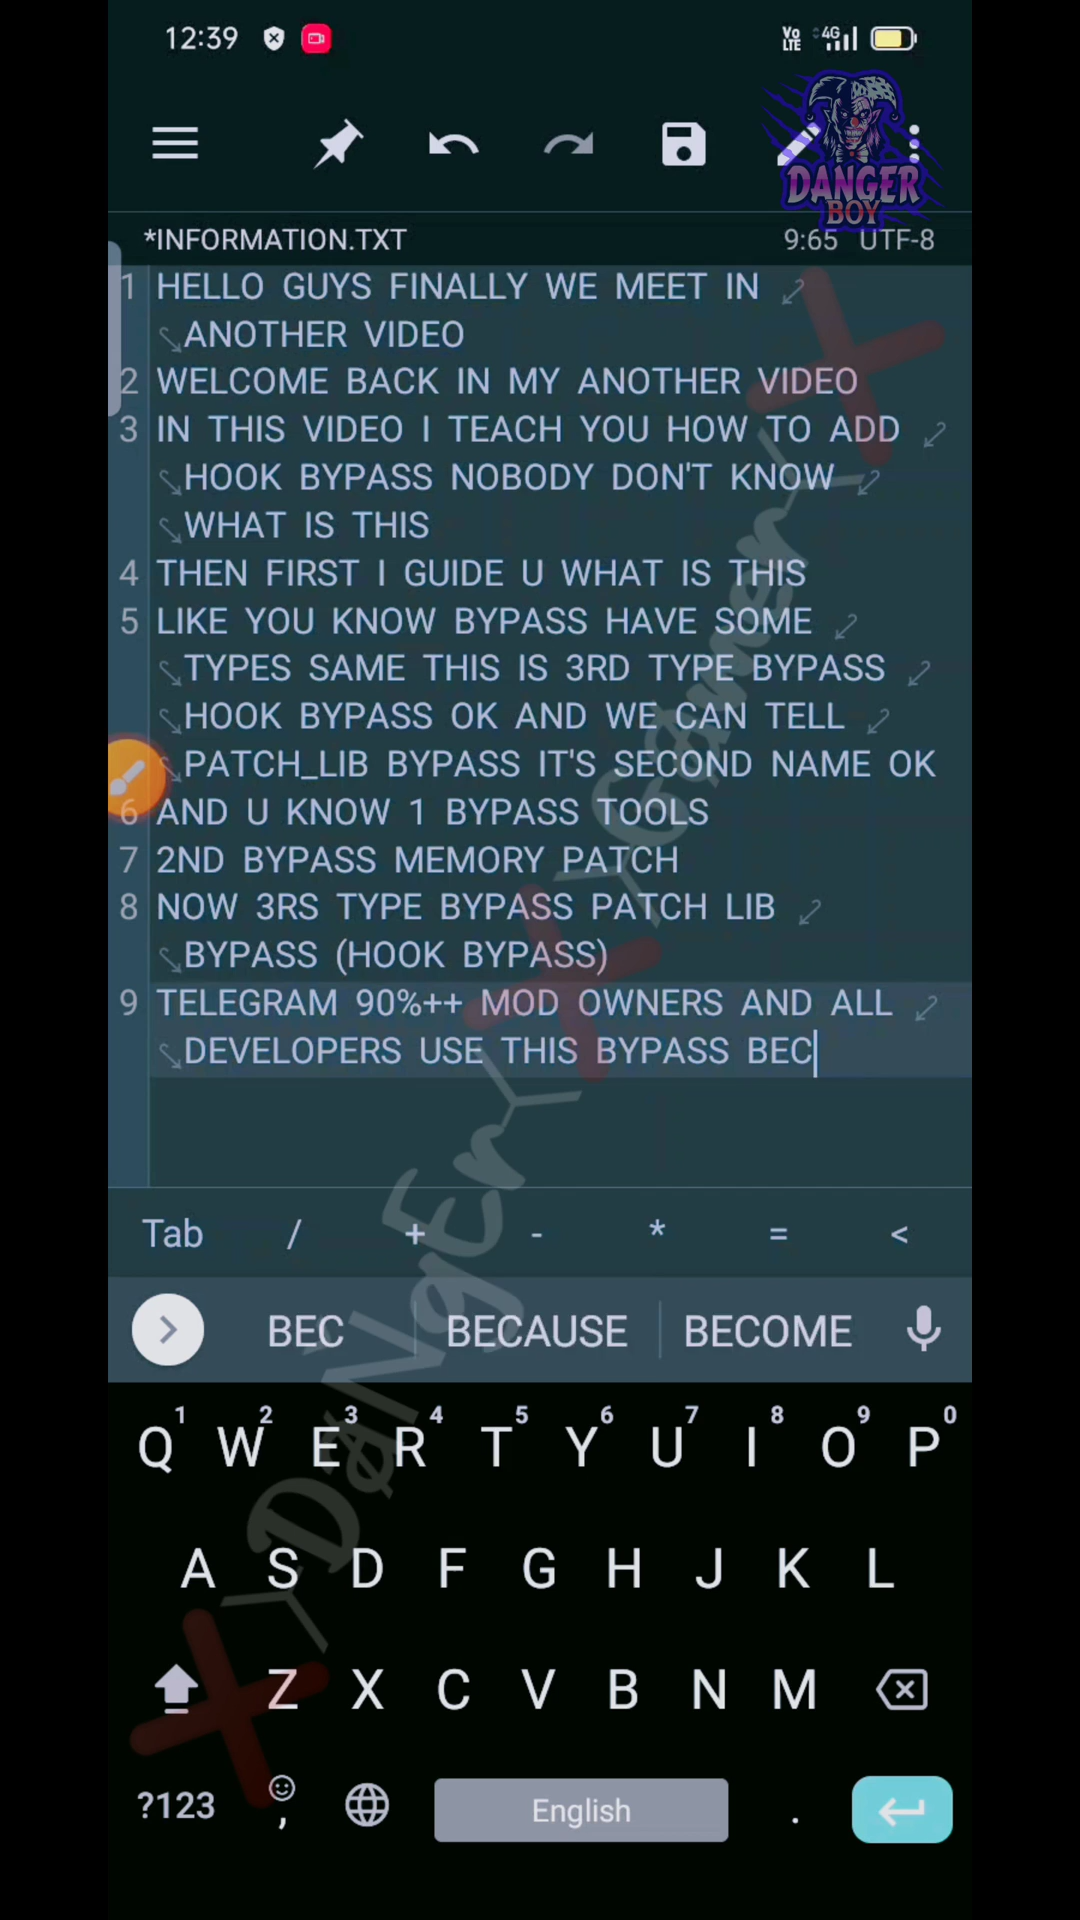 12:39
Vo LTE 4G
DANGER
BOY
*INFORMATION.TXT 9:65 UTF-8
1 HELLO GUYS FINALLY WE MEET IN
ANOTHER VIDEO
2 WELCOME BACK IN MY ANOTHER VIDEO
3 IN THIS VIDEO I TEACH YOU HOW TO ADD
HOOK BYPASS NOBODY DON'T KNOW
WHAT IS THIS
4 THEN FIRST I GUIDE U WHAT IS THIS
5 LIKE YOU KNOW BYPASS HAVE SOME
TYPES SAME THIS IS 3RD TYPE BYPASS
HOOK BYPASS OK AND WE CAN TELL
PATCH_LIB BYPASS IT'S SECOND NAME OK
6 AND U KNOW 1 BYPASS TOOLS
7 2ND BYPASS MEMORY PATCH
8 NOW 3RS TYPE BYPASS PATCH LIB
BYPASS (HOOK BYPASS)
9 TELEGRAM 90%++ MOD OWNERS AND ALL
DEVELOPERS USE THIS BYPASS BEC
Tab / + - * = <
BEC BECAUSE BECOME
1 2 3 4 5 6 7 8 9 0
Q W E R T Y U I O P
A S D F G H J K L
Z X C V B N M
?123 , English .